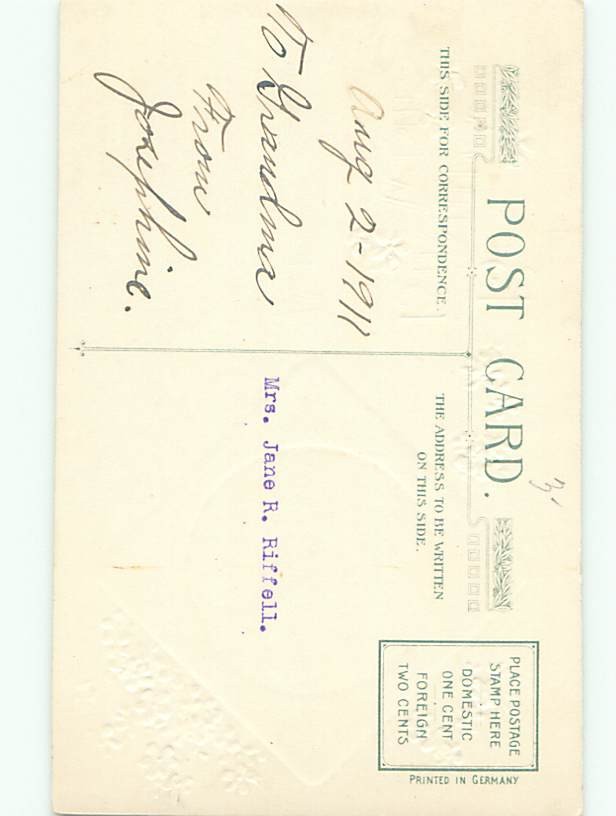 POST CARD.
THIS SIDE FOR CORRESPONDENCE.
Aug 2-1911
To Grandma
From
Josephine.
THE ADDRESS TO BE WRITTEN
ON THIS SIDE.
Mrs. Jane R. Riffell.
3.
PLACE POSTAGE
STAMP HERE
DOMESTIC
ONE CENT
FOREIGN
TWO CENTS
PRINTED IN GERMANY